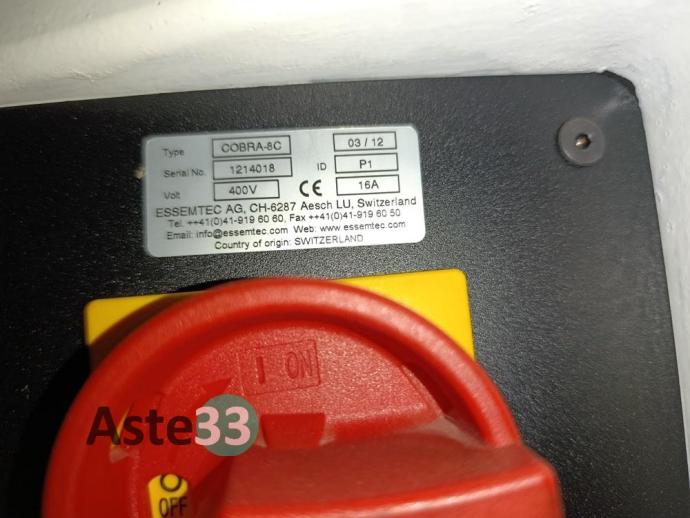 Type COBRA-8C 03 / 12
Serial No. 1214018 ID P1
Volt 400V CE 16A
ESSEMTEC AG, CH-6287 Aesch LU, Switzerland
Tel. ++41(0)41-919 60 60, Fax ++41(0)41-919 60 50
Email: info@essemtec.com Web: www.essemtec.com
Country of origin: SWITZERLAND
I ON
Aste33
O
OFF